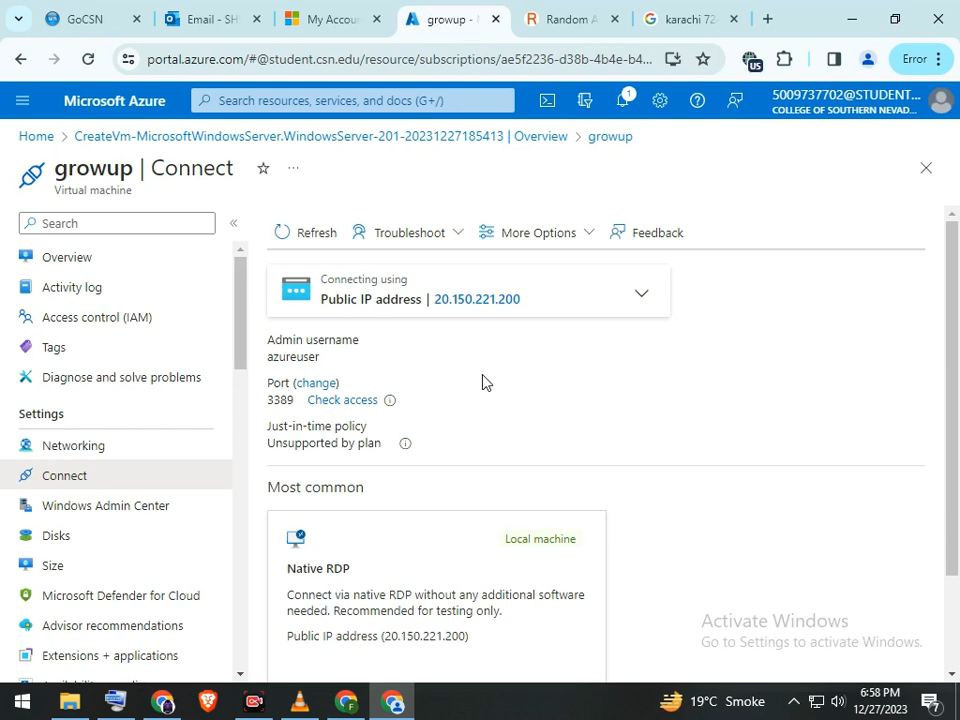 GoCSN
Email - SH
My Accou
growup -
Random A
karachi 72
portal.azure.com/#@student.csn.edu/resource/subscriptions/ae5f2236-d38b-4b4e-b4...
US
Error
Microsoft Azure
Search resources, services, and docs (G+/)
1
5009737702@STUDENT...
COLLEGE OF SOUTHERN NEVAD...
Home > CreateVm-MicrosoftWindowsServer.WindowsServer-201-20231227185413 | Overview > growup
growup | Connect
Virtual machine
Search
Refresh
Troubleshoot
More Options
Feedback
Overview
Activity log
Access control (IAM)
Tags
Diagnose and solve problems
Settings
Networking
Connect
Windows Admin Center
Disks
Size
Microsoft Defender for Cloud
Advisor recommendations
Extensions + applications
Connecting using
Public IP address | 20.150.221.200
Admin username
azureuser
Port (change)
3389 Check access
Just-in-time policy
Unsupported by plan
Most common
Local machine
Native RDP
Connect via native RDP without any additional software
needed. Recommended for testing only.
Public IP address (20.150.221.200)
Activate Windows
Go to Settings to activate Windows.
19°C Smoke
6:58 PM
12/27/2023
7